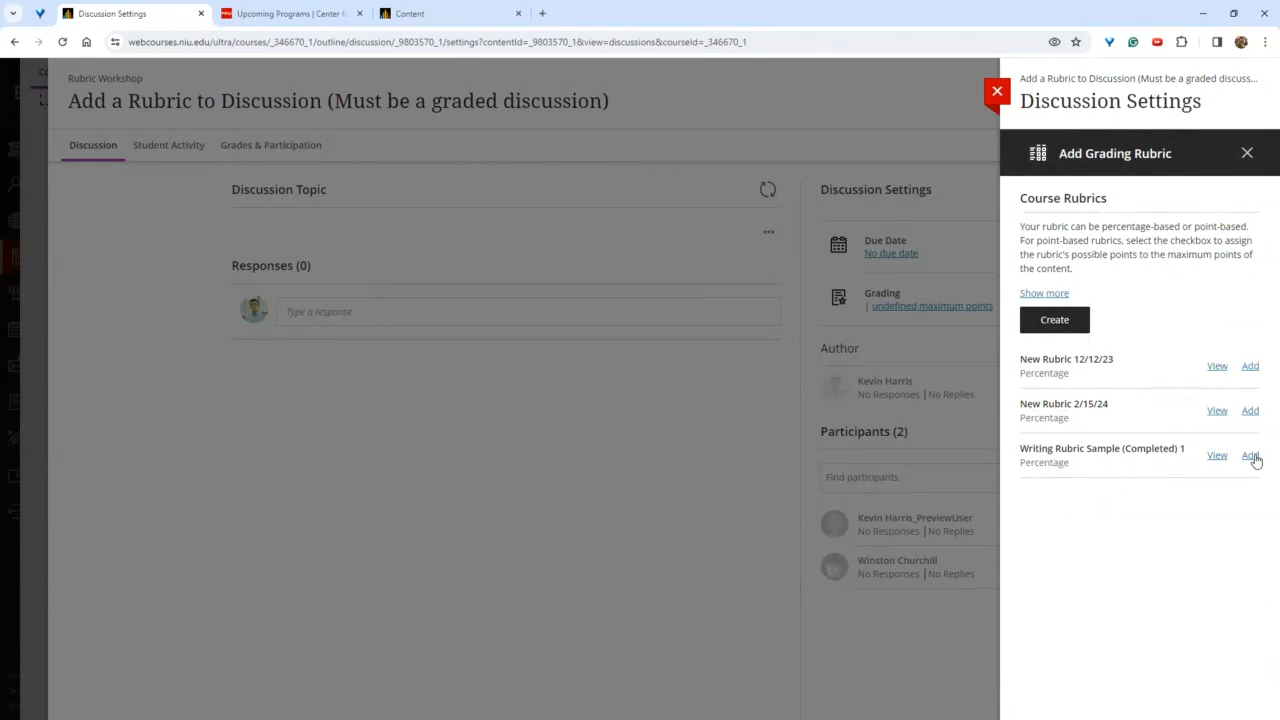 Discussion Settings
Upcoming Programs | Center f
Content
webcourses.niu.edu/ultra/courses/_346670_1/outline/discussion/_9803570_1/settings?contentId=_9803570_1&view=discussions&courseId=_346670_1
Rubric Workshop
Add a Rubric to Discussion (Must be a graded discussion)
Discussion
Student Activity
Grades & Participation
Discussion Topic
Responses (0)
Type a response
Discussion Settings
Due Date
No due date
Grading
| undefined maximum points
Author
Kevin Harris
No Responses | No Replies
Participants (2)
Find participants
Kevin Harris_PreviewUser
No Responses | No Replies
Winston Churchill
No Responses | No Replies
Add a Rubric to Discussion (Must be a graded discuss...
Discussion Settings
Add Grading Rubric
Course Rubrics
Your rubric can be percentage-based or point-based.
For point-based rubrics, select the checkbox to assign
the rubric's possible points to the maximum points of
the content.
Show more
Create
New Rubric 12/12/23
Percentage
View
Add
New Rubric 2/15/24
Percentage
View
Add
Writing Rubric Sample (Completed) 1
Percentage
View
Add